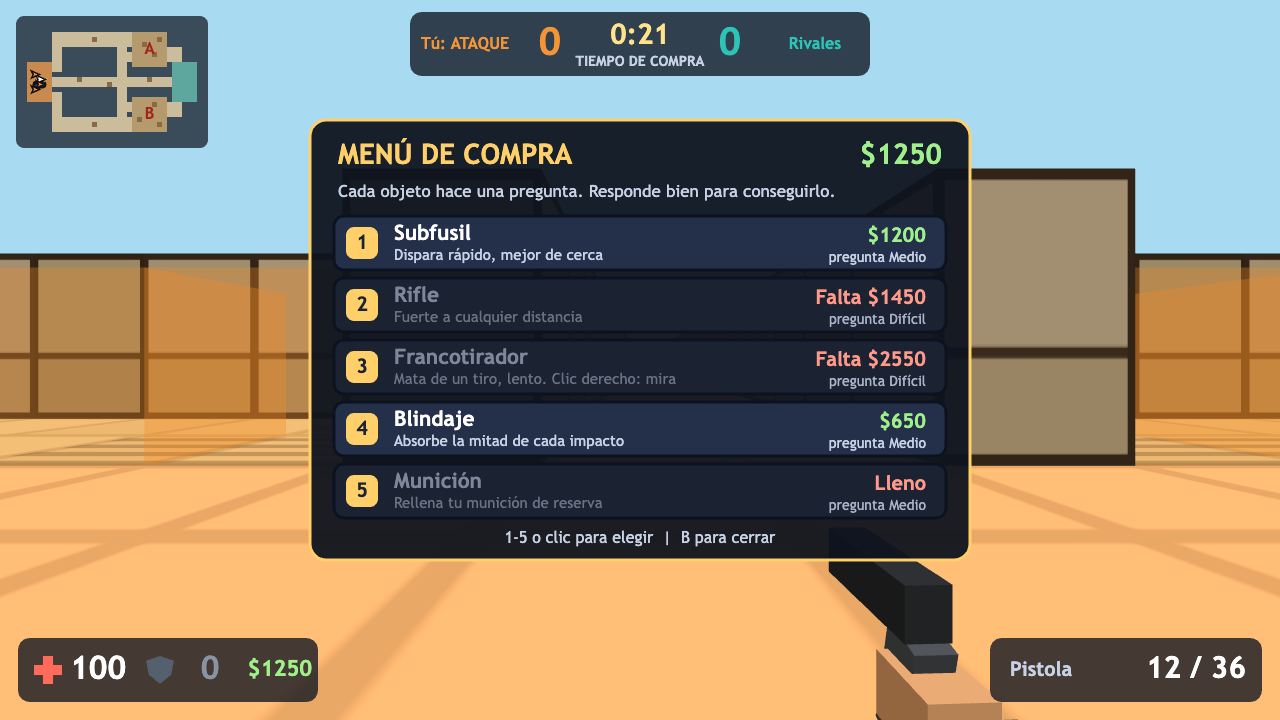 A
B
Tú: ATAQUE 0 0:21 0 Rivales
TIEMPO DE COMPRA
MENÚ DE COMPRA $1250
Cada objeto hace una pregunta. Responde bien para conseguirlo.
1 Subfusil $1200
Dispara rápido, mejor de cerca pregunta Medio
2 Rifle Falta $1450
Fuerte a cualquier distancia pregunta Difícil
3 Francotirador Falta $2550
Mata de un tiro, lento. Clic derecho: mira pregunta Difícil
4 Blindaje $650
Absorbe la mitad de cada impacto pregunta Medio
5 Munición Lleno
Rellena tu munición de reserva pregunta Medio
1-5 o clic para elegir | B para cerrar
100 0 $1250
Pistola 12 / 36